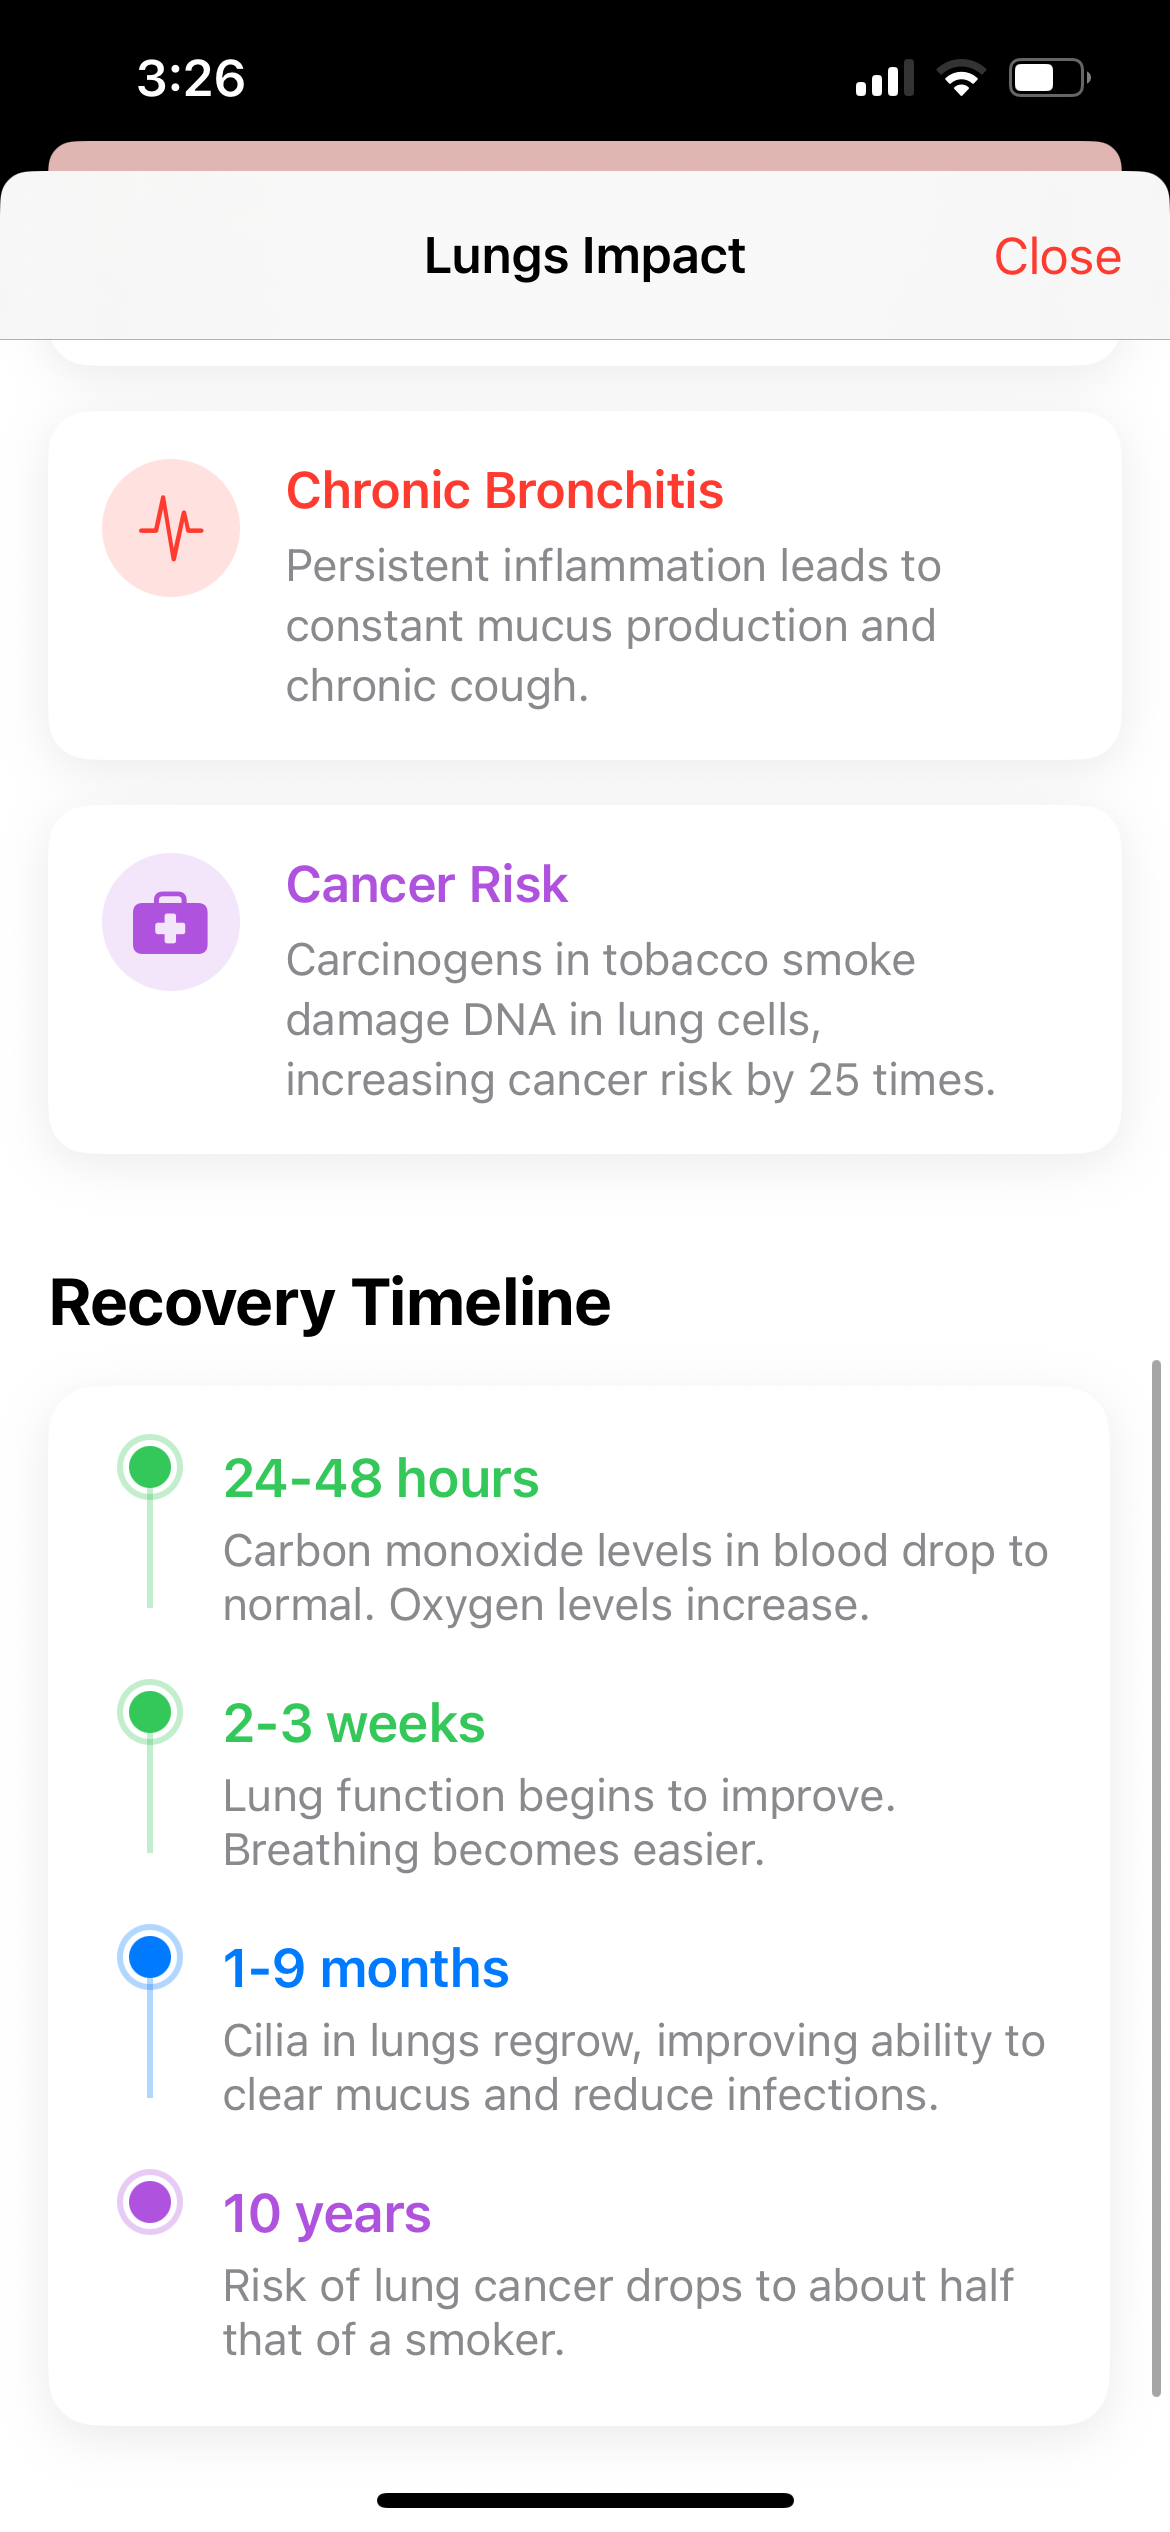 3:26
Lungs Impact
Close
Chronic Bronchitis
Persistent inflammation leads to
constant mucus production and
chronic cough.
Cancer Risk
Carcinogens in tobacco smoke
damage DNA in lung cells,
increasing cancer risk by 25 times.
Recovery Timeline
24-48 hours
Carbon monoxide levels in blood drop to
normal. Oxygen levels increase.
2-3 weeks
Lung function begins to improve.
Breathing becomes easier.
1-9 months
Cilia in lungs regrow, improving ability to
clear mucus and reduce infections.
10 years
Risk of lung cancer drops to about half
that of a smoker.